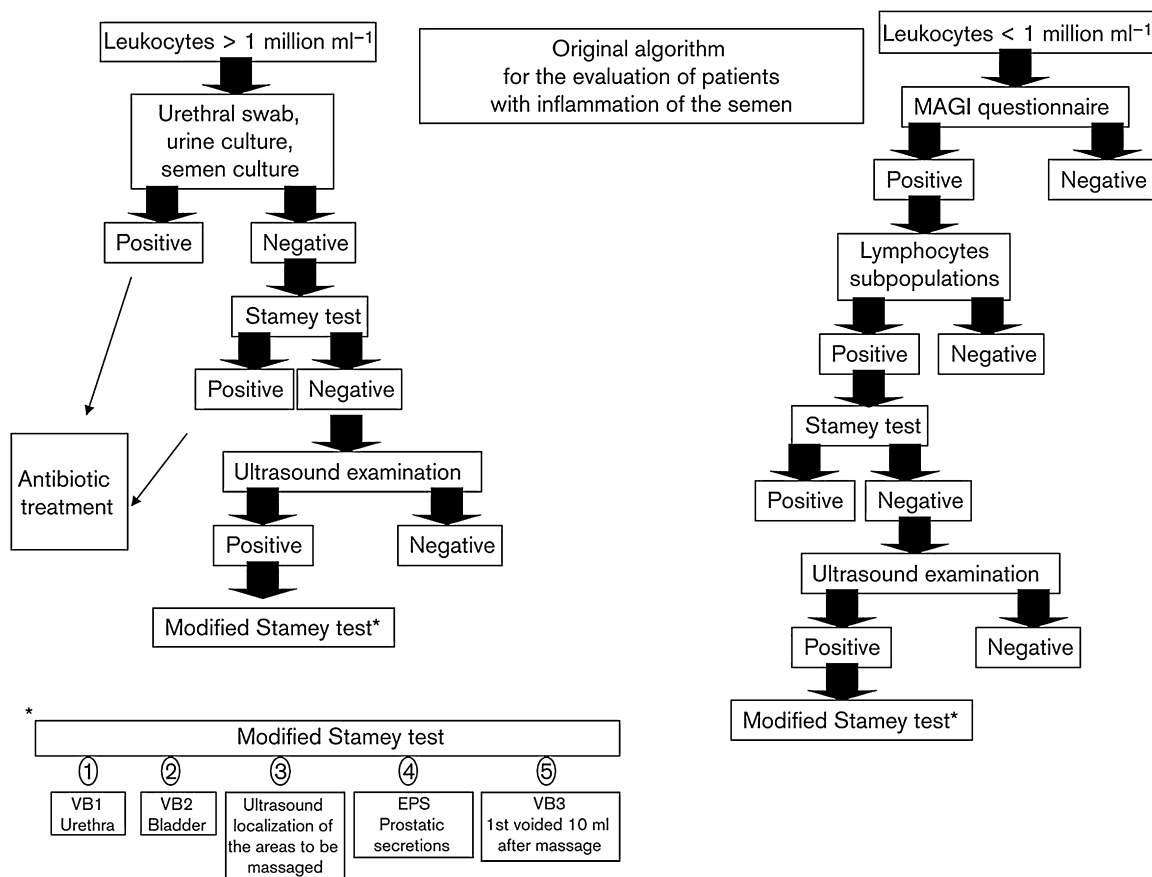 Leukocytes > 1 million ml⁻¹
Urethral swab,
urine culture,
semen culture
Positive
Negative
Stamey test
Positive
Negative
Antibiotic
treatment
Ultrasound examination
Positive
Negative
Modified Stamey test*
Original algorithm
for the evaluation of patients
with inflammation of the semen
Leukocytes < 1 million ml⁻¹
MAGI questionnaire
Positive
Negative
Lymphocytes
subpopulations
Positive
Negative
Stamey test
Positive
Negative
Ultrasound examination
Positive
Negative
Modified Stamey test*
*
Modified Stamey test
1
VB1
Urethra
2
VB2
Bladder
3
Ultrasound
localization of
the areas to be
massaged
4
EPS
Prostatic
secretions
5
VB3
1st voided 10 ml
after massage